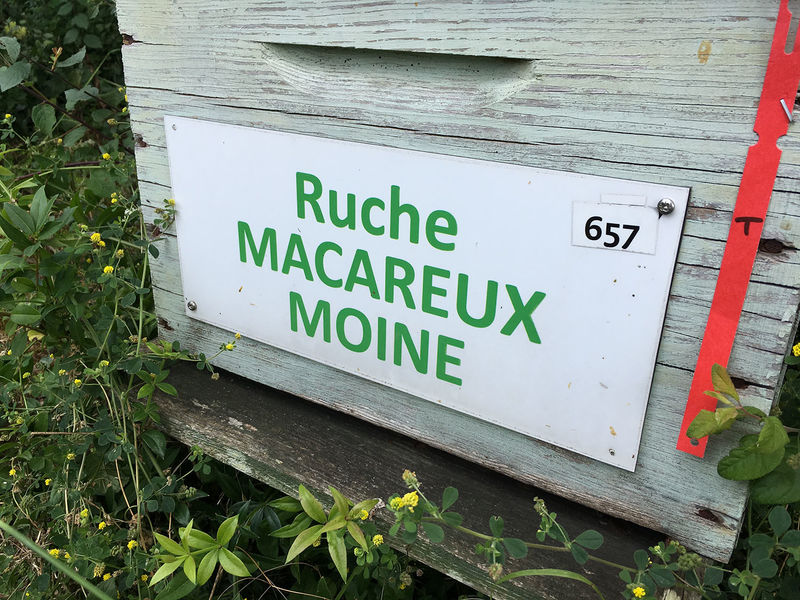 Ruche
MACAREUX
MOINE
657
T